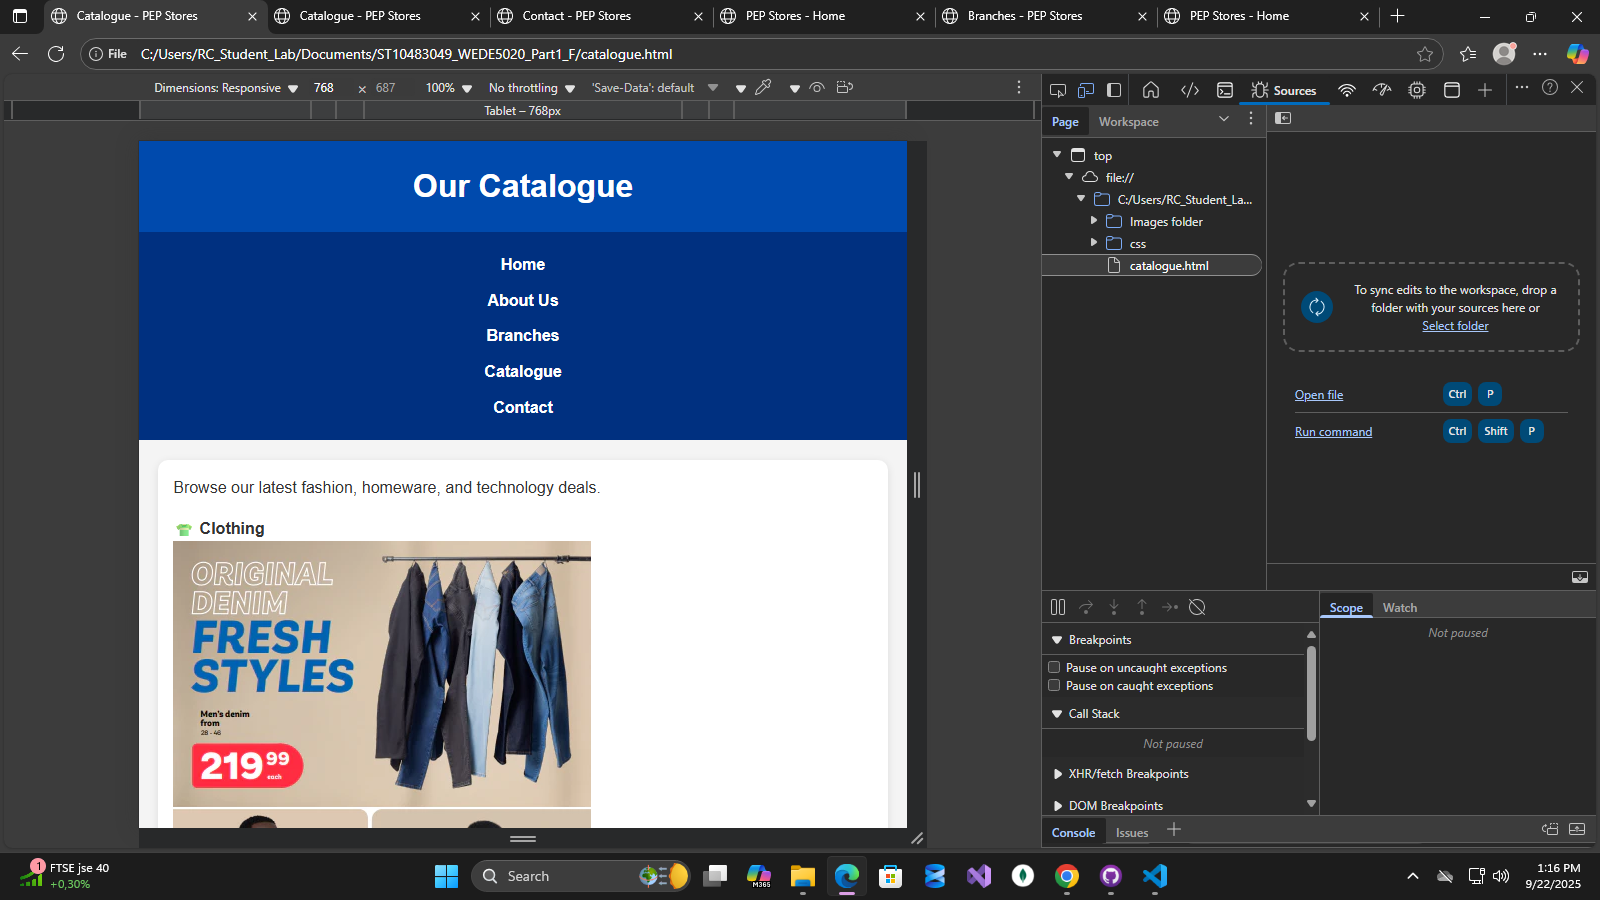 Catalogue - PEP Stores
Catalogue - PEP Stores
Contact - PEP Stores
PEP Stores - Home
Branches - PEP Stores
PEP Stores - Home
File C:/Users/RC_Student_Lab/Documents/ST10483049_WEDE5020_Part1_F/catalogue.html
Dimensions: Responsive 768 × 687 100% No throttling 'Save-Data': default
Tablet – 768px
Our Catalogue
Home
About Us
Branches
Catalogue
Contact
Browse our latest fashion, homeware, and technology deals.
Clothing
ORIGINAL
DENIM
FRESH
STYLES
Men's denim
from
28 - 46
219 99
each
Sources
Page Workspace
top
file://
C:/Users/RC_Student_La...
Images folder
css
catalogue.html
To sync edits to the workspace, drop a
folder with your sources here or
Select folder
Open file Ctrl P
Run command Ctrl Shift P
Breakpoints
Pause on uncaught exceptions
Pause on caught exceptions
Call Stack
Not paused
XHR/fetch Breakpoints
DOM Breakpoints
Scope Watch
Not paused
Console Issues
1
FTSE jse 40
+0,30%
Search
M365
1:16 PM
9/22/2025